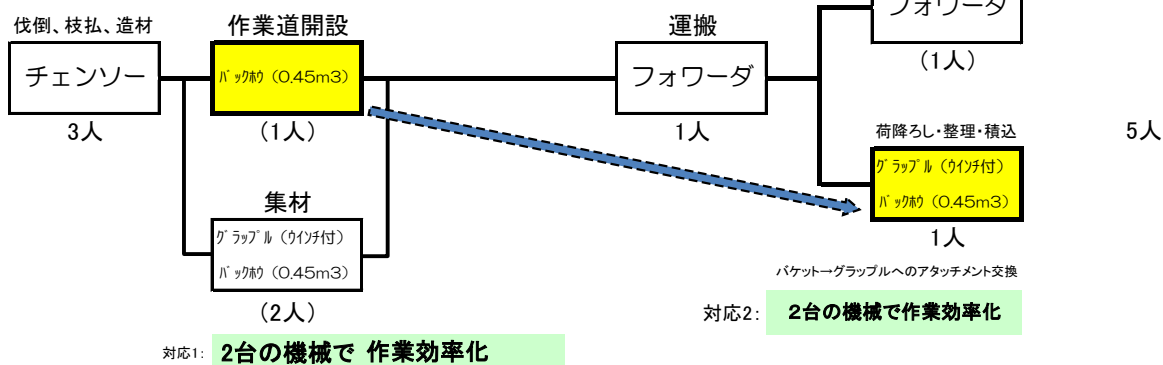 伐倒、枝払、造材
作業道開設
運搬
フォワーダ
チェンソー
ﾊﾞｯｸﾎｳ（0.45m3）
フォワーダ
（1人）
3人
（1人）
1人
荷降ろし・整理・積込
5人
集材
ｸﾞﾗｯﾌﾟﾙ（ｳｲﾝﾁ付）
ﾊﾞｯｸﾎｳ（0.45m3）
ｸﾞﾗｯﾌﾟﾙ（ｳｲﾝﾁ付）
ﾊﾞｯｸﾎｳ（0.45m3）
1人
バケット→グラップルへのアタッチメント交換
（2人）
対応2: 2台の機械で作業効率化
対応1: 2台の機械で 作業効率化